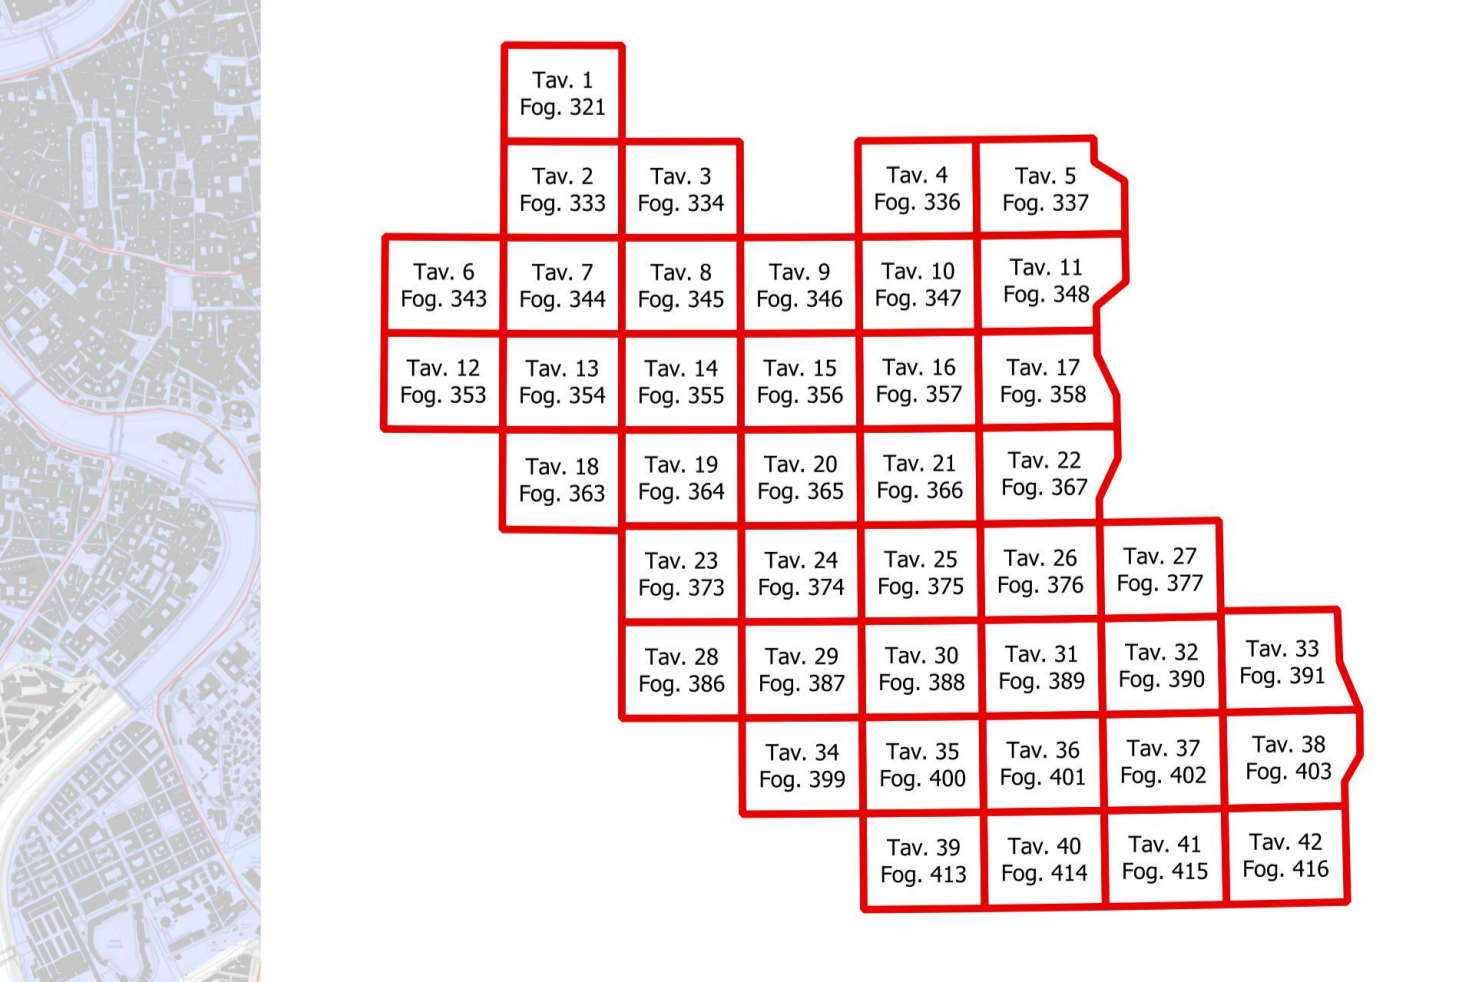 Tav. 1
Fog. 321
Tav. 2
Fog. 333
Tav. 3
Fog. 334
Tav. 4
Fog. 336
Tav. 5
Fog. 337
Tav. 6
Fog. 343
Tav. 7
Fog. 344
Tav. 8
Fog. 345
Tav. 9
Fog. 346
Tav. 10
Fog. 347
Tav. 11
Fog. 348
Tav. 12
Fog. 353
Tav. 13
Fog. 354
Tav. 14
Fog. 355
Tav. 15
Fog. 356
Tav. 16
Fog. 357
Tav. 17
Fog. 358
Tav. 18
Fog. 363
Tav. 19
Fog. 364
Tav. 20
Fog. 365
Tav. 21
Fog. 366
Tav. 22
Fog. 367
Tav. 23
Fog. 373
Tav. 24
Fog. 374
Tav. 25
Fog. 375
Tav. 26
Fog. 376
Tav. 27
Fog. 377
Tav. 28
Fog. 386
Tav. 29
Fog. 387
Tav. 30
Fog. 388
Tav. 31
Fog. 389
Tav. 32
Fog. 390
Tav. 33
Fog. 391
Tav. 34
Fog. 399
Tav. 35
Fog. 400
Tav. 36
Fog. 401
Tav. 37
Fog. 402
Tav. 38
Fog. 403
Tav. 39
Fog. 413
Tav. 40
Fog. 414
Tav. 41
Fog. 415
Tav. 42
Fog. 416